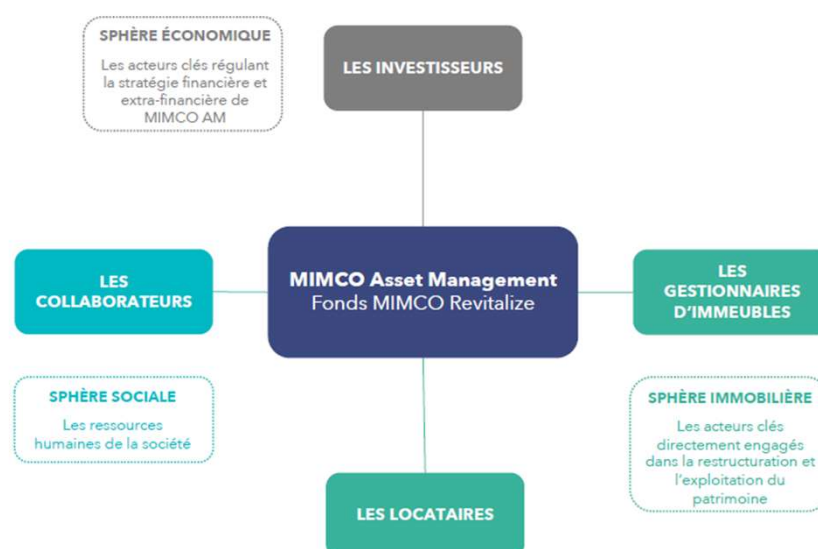 SPHÈRE ÉCONOMIQUE
Les acteurs clés régulant
la stratégie financière et
extra-financière de
MIMCO AM
LES INVESTISSEURS
LES
COLLABORATEURS
MIMCO Asset Management
Fonds MIMCO Revitalize
LES
GESTIONNAIRES
D'IMMEUBLES
SPHÈRE SOCIALE
Les ressources
humaines de la société
SPHÈRE IMMOBILIÈRE
Les acteurs clés
directement engagés
dans la restructuration et
l'exploitation du
patrimoine
LES LOCATAIRES